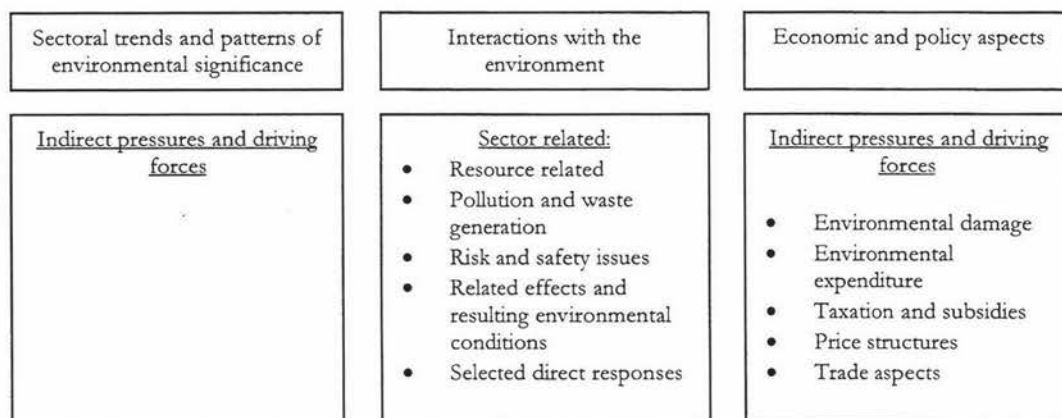 Sectoral trends and patterns of
environmental significance
Interactions with the
environment
Economic and policy aspects
Indirect pressures and driving
forces
Sector related:
• Resource related
• Pollution and waste
generation
• Risk and safety issues
• Related effects and
resulting environmental
conditions
• Selected direct responses
Indirect pressures and driving
forces
• Environmental damage
• Environmental
expenditure
• Taxation and subsidies
• Price structures
• Trade aspects